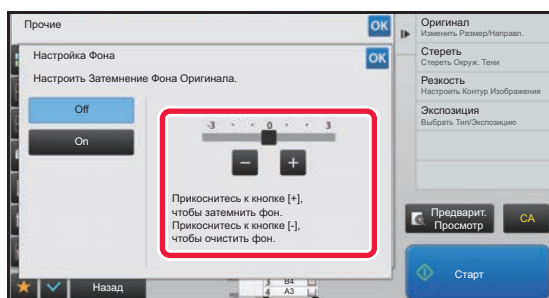 Прочие
OK
Настройка Фона
OK
Настроить Затемнение Фона Оригинала.
Off
On
-3 0 3
Прикоснитесь к кнопке [+],
чтобы затемнить фон.
Прикоснитесь к кнопке [-],
чтобы очистить фон.
Назад
3 B4
4 A3
Оригинал
Изменить Размер/Направл.
Стереть
Стереть Окруж. Тени
Резкость
Настроить Контур Изображения
Экспозиция
Выбрать Тип/Экспозицию
Предварит.
Просмотр
CA
Старт